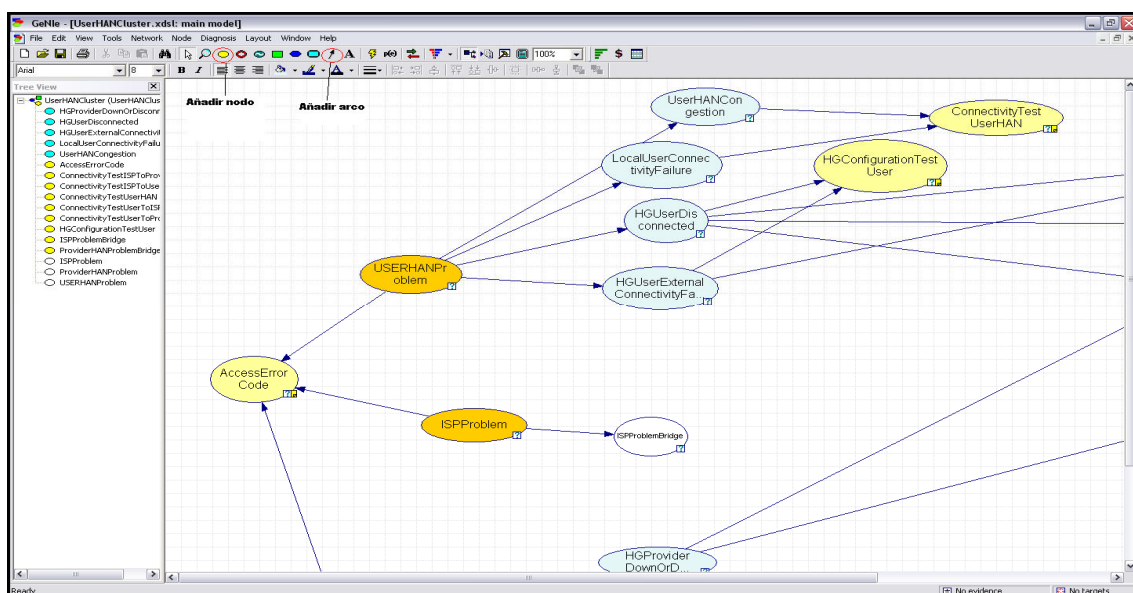 GeNIe - [UserHANCluster.xdsl: main model]
File Edit View Tools Network Node Diagnosis Layout Window Help
100%
Arial 8 B I
Tree View
UserHANCluster (UserHANClus
HGProviderDownOrDisconr
HGUserDisconnected
HGUserExternalConnectivit
LocalUserConnectivityFailu
UserHANCongestion
AccessErrorCode
ConnectivityTestISPToPro
ConnectivityTestISPToUse
ConnectivityTestUserHAN
ConnectivityTestUserToISF
ConnectivityTestUserToPro
HGConfigurationTestUser
ISPProblemBridge
ProviderHANProblemBridge
ISPProblem
ProviderHANProblem
USERHANProblem
Añadir nodo
Añadir arco
UserHANCon
gestion
ConnectivityTest
UserHAN
LocalUserConnec
tivityFailure
HGConfigurationTest
User
HGUserDis
connected
USERHANPr
oblem
HGUserExternal
ConnectivityFa...
AccessError
Code
ISPProblem
ISPProblemBridge
HGProvider
DownOrD...
Ready
No evidence
No targets